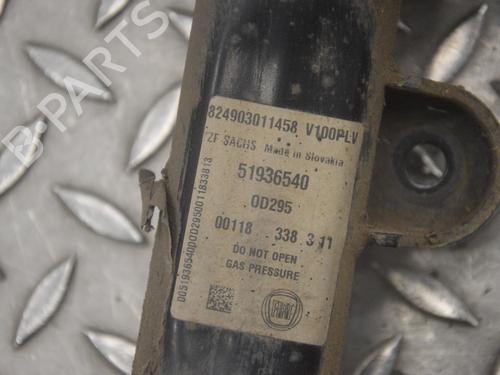 B-PARTS
824903011458 V100PLV
ZF SACHS Made in Slovakia
51936540
OD295
00118 338 3 11
DO NOT OPEN
GAS PRESSURE
FIAT